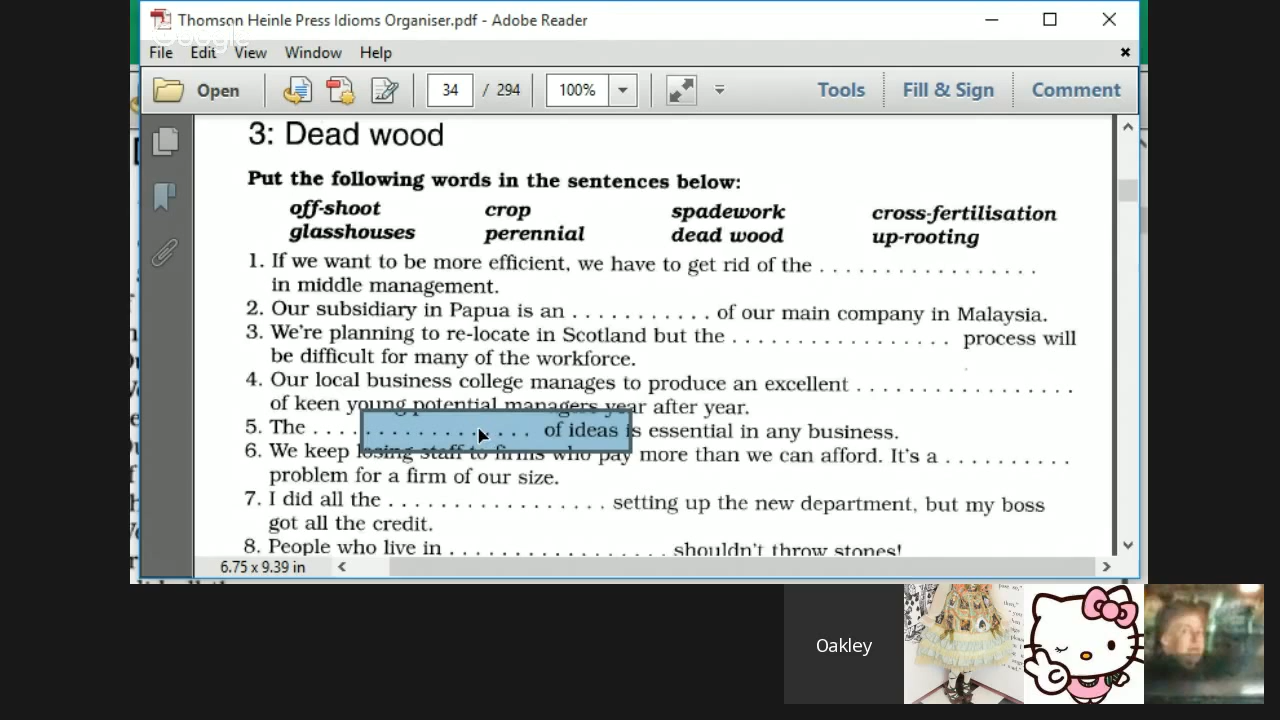 Thomson Heinle Press Idioms Organiser.pdf - Adobe Reader
Google
File Edit View Window Help
Open 34 / 294 100% Tools Fill & Sign Comment
3: Dead wood
Put the following words in the sentences below:
off-shoot crop spadework cross-fertilisation
glasshouses perennial dead wood up-rooting
1. If we want to be more efficient, we have to get rid of the . . . . . . . . . . . . . . . . .
in middle management.
2. Our subsidiary in Papua is an . . . . . . . . . . . of our main company in Malaysia.
3. We're planning to re-locate in Scotland but the . . . . . . . . . . . . . . . . . process will
be difficult for many of the workforce.
4. Our local business college manages to produce an excellent . . . . . . . . . . . . . . . . .
of keen young potential managers year after year.
5. The . . . . . . . . . . . . . . . . . of ideas is essential in any business.
6. We keep losing staff to firms who pay more than we can afford. It's a . . . . . . . . . .
problem for a firm of our size.
7. I did all the . . . . . . . . . . . . . . . . . setting up the new department, but my boss
got all the credit.
8. People who live in . . . . . . . . . . . . . . . . . shouldn't throw stones!
6.75 x 9.39 in
Oakley